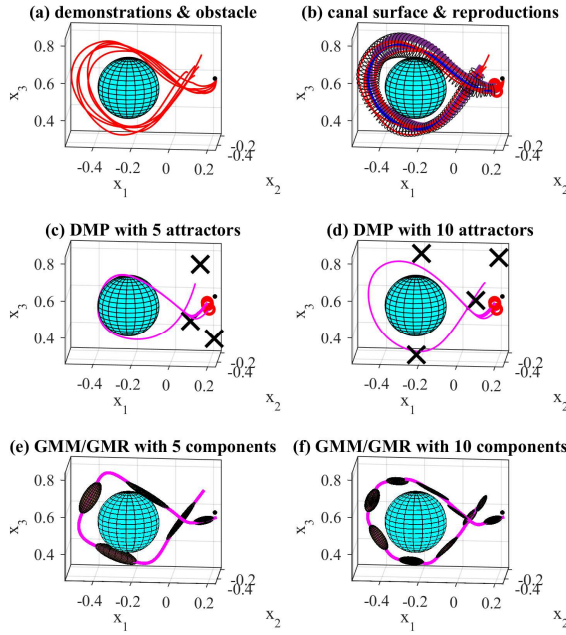 (a) demonstrations & obstacle
0.8
0.6
0.4
x3
-0.4
-0.2
0
0.2
-0.4
-0.2
x1
x2
(b) canal surface & reproductions
0.8
0.6
0.4
x3
-0.4
-0.2
0
0.2
-0.4
-0.2
x1
x2
(c) DMP with 5 attractors
0.8
0.6
0.4
x3
-0.4
-0.2
0
0.2
-0.4
-0.2
x1
x2
(d) DMP with 10 attractors
0.8
0.6
0.4
x3
-0.4
-0.2
0
0.2
-0.4
-0.2
x1
x2
(e) GMM/GMR with 5 components
0.8
0.6
0.4
x3
-0.4
-0.2
0
0.2
-0.4
-0.2
x1
x2
(f) GMM/GMR with 10 components
0.8
0.6
0.4
x3
-0.4
-0.2
0
0.2
-0.4
-0.2
x1
x2